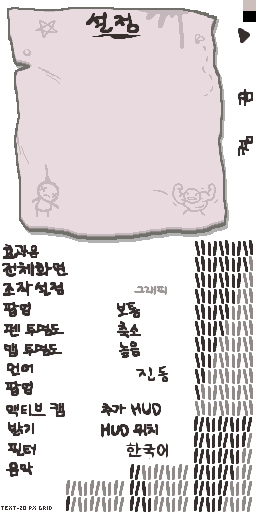 설정
효과음
전체화면
조작 설정
그래픽
팝업
보통
펜 투명도
축소
맵 투명도
높음
언어
진동
팝업
액티브 캠
추가 HUD
밝기
HUD 위치
필터
한국어
음악
TEXT-20 PX GRID